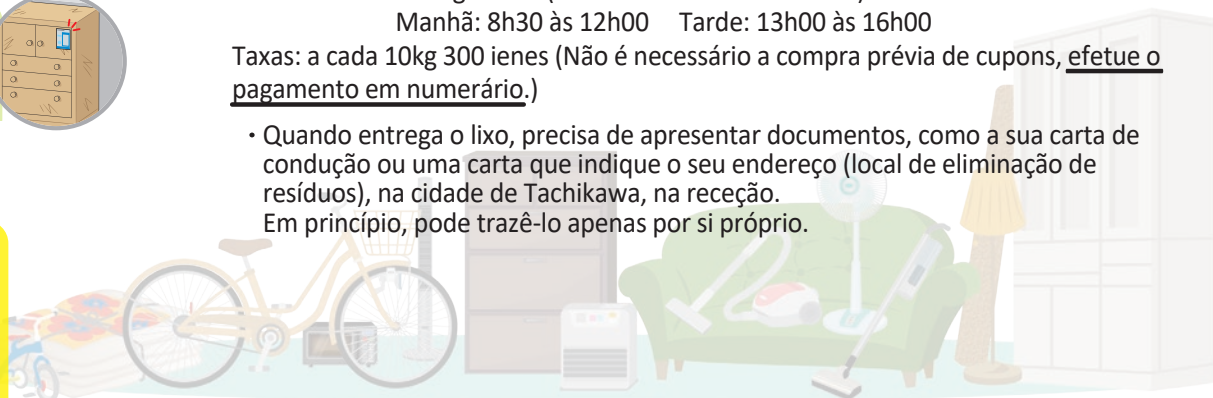 Manhã: 8h30 às 12h00 Tarde: 13h00 às 16h00
Taxas: a cada 10kg 300 ienes (Não é necessário a compra prévia de cupons, efetue o
pagamento em numerário.)
・Quando entrega o lixo, precisa de apresentar documentos, como a sua carta de
condução ou uma carta que indique o seu endereço (local de eliminação de
resíduos), na cidade de Tachikawa, na receção.
Em princípio, pode trazê-lo apenas por si próprio.